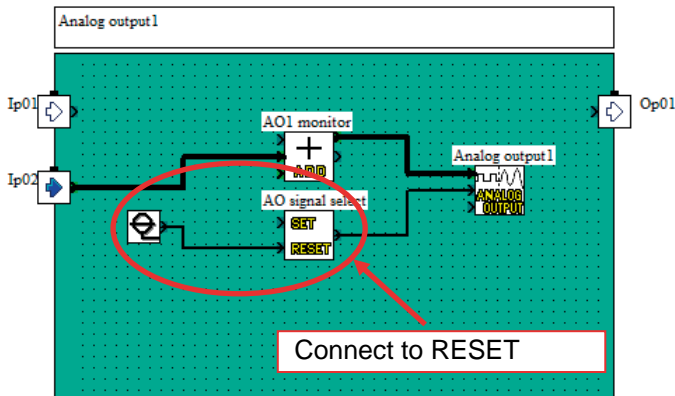 Analog output1
Ip01
Op01
AO1 monitor
ADD
Analog output1
Ip02
ANALOG
OUTPUT
AO signal select
SET
RESET
Connect to RESET